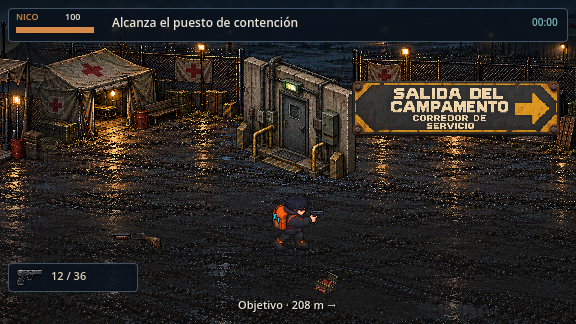 NICO 100
Alcanza el puesto de contención
00:00
SALIDA DEL
CAMPAMENTO
CORREDOR DE
SERVICIO
12 / 36
Objetivo · 208 m →